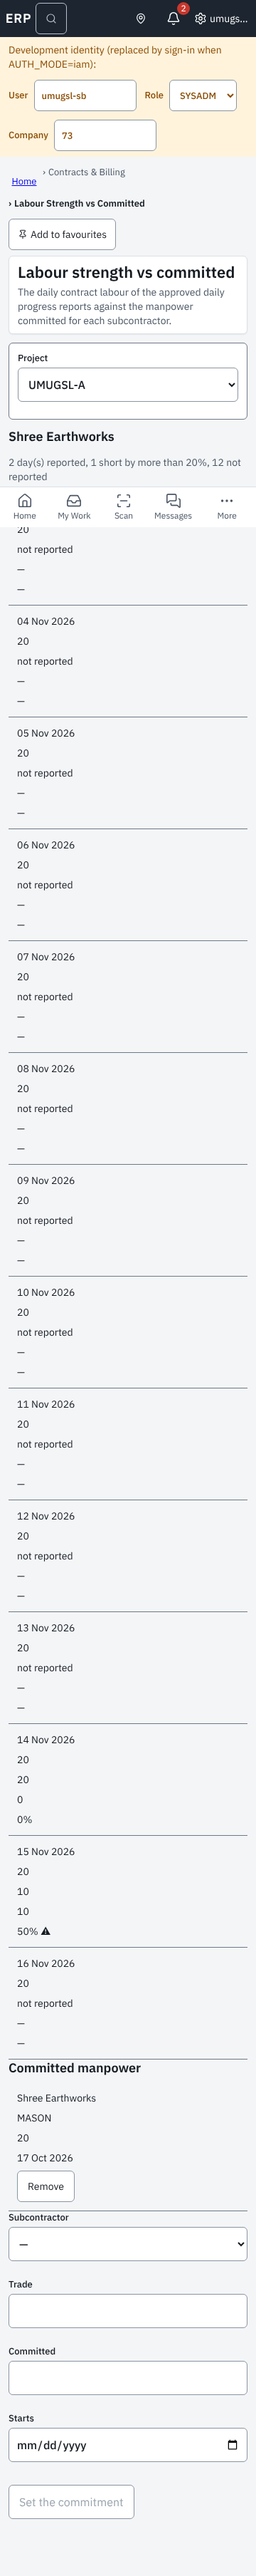 ERP
2
umugs...
Development identity (replaced by sign-in when
AUTH_MODE=iam):
User umugsl-sb Role SYSADM
Company 73
Home › Contracts & Billing
› Labour Strength vs Committed
Add to favourites
Labour strength vs committed
The daily contract labour of the approved daily
progress reports against the manpower
committed for each subcontractor.
Project
UMUGSL-A
Shree Earthworks
2 day(s) reported, 1 short by more than 20%, 12 not
reported
Home My Work Scan Messages More
20
not reported
—
—
04 Nov 2026
20
not reported
—
—
05 Nov 2026
20
not reported
—
—
06 Nov 2026
20
not reported
—
—
07 Nov 2026
20
not reported
—
—
08 Nov 2026
20
not reported
—
—
09 Nov 2026
20
not reported
—
—
10 Nov 2026
20
not reported
—
—
11 Nov 2026
20
not reported
—
—
12 Nov 2026
20
not reported
—
—
13 Nov 2026
20
not reported
—
—
14 Nov 2026
20
20
0
0%
15 Nov 2026
20
10
10
50% ⚠
16 Nov 2026
20
not reported
—
—
Committed manpower
Shree Earthworks
MASON
20
17 Oct 2026
Remove
Subcontractor
—
Trade
Committed
Starts
mm/dd/yyyy
Set the commitment